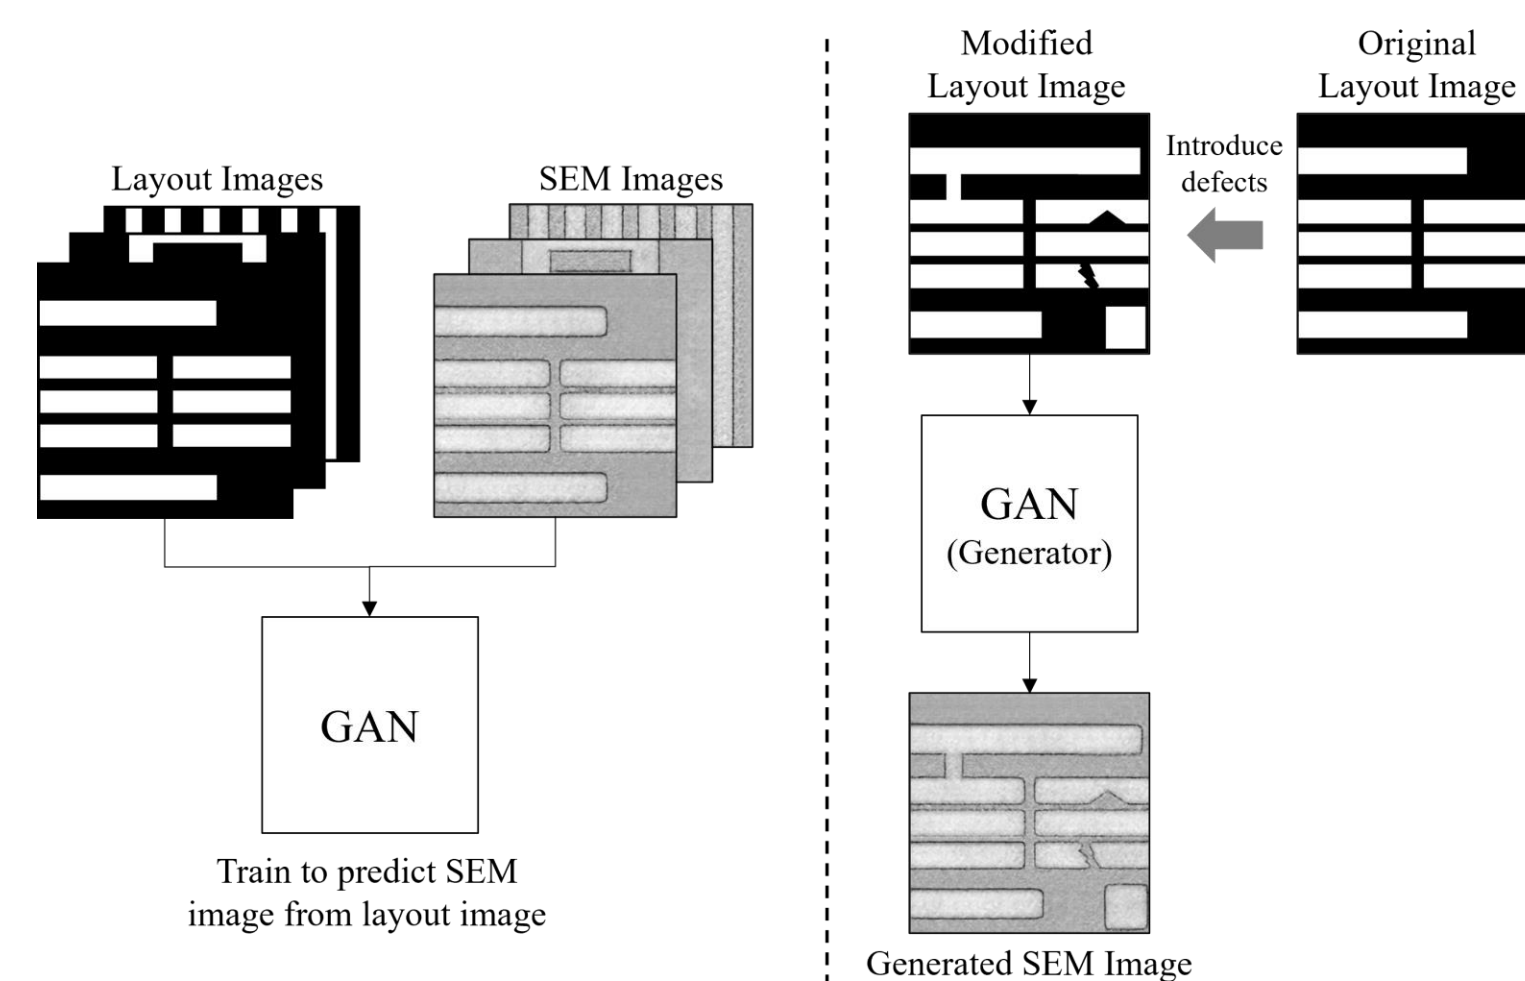 Layout Images
SEM Images
GAN
Train to predict SEM
image from layout image
Modified
Layout Image
Original
Layout Image
Introduce
defects
GAN
(Generator)
Generated SEM Image